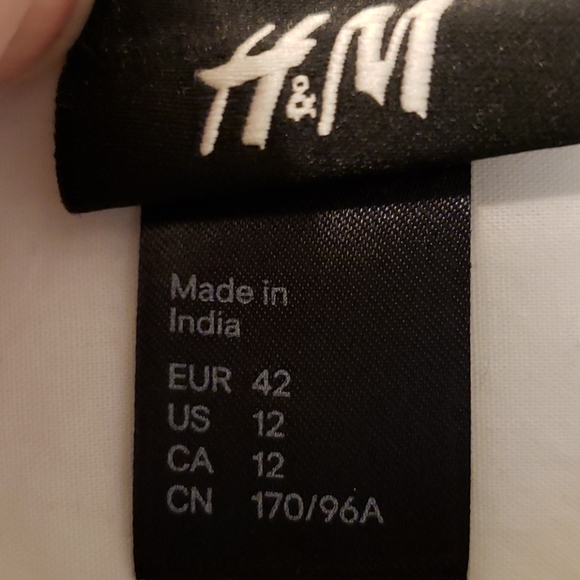 H&M
Made in
India
EUR 42
US 12
CA 12
CN 170/96A